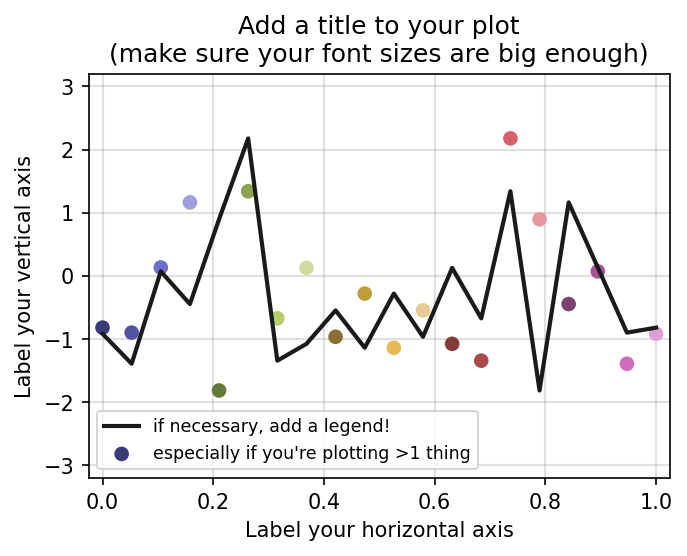 Add a title to your plot
(make sure your font sizes are big enough)
Label your vertical axis
3
2
1
0
−1
−2
−3
if necessary, add a legend!
especially if you're plotting >1 thing
0.0 0.2 0.4 0.6 0.8 1.0
Label your horizontal axis